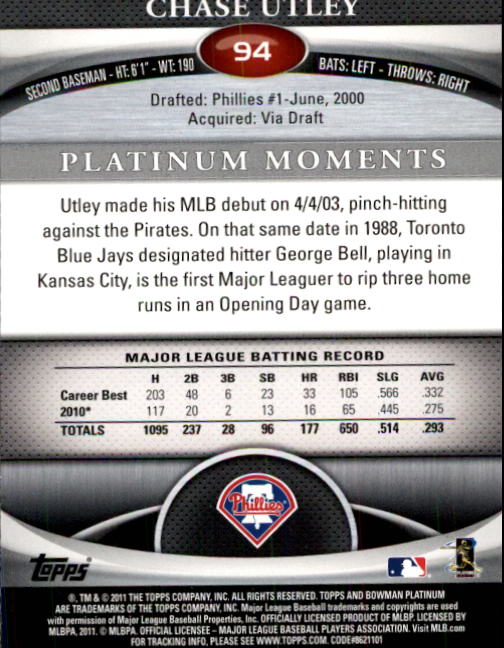 CHASE UTLEY
94
SECOND BASEMAN - HT: 6'1" - WT: 190
BATS: LEFT - THROWS: RIGHT
Drafted: Phillies #1-June, 2000
Acquired: Via Draft
PLATINUM MOMENTS
Utley made his MLB debut on 4/4/03, pinch-hitting
against the Pirates. On that same date in 1988, Toronto
Blue Jays designated hitter George Bell, playing in
Kansas City, is the first Major Leaguer to rip three home
runs in an Opening Day game.
MAJOR LEAGUE BATTING RECORD
H 2B 3B SB HR RBI SLG AVG
Career Best 203 48 6 23 33 105 .566 .332
2010* 117 20 2 13 16 65 .445 .275
TOTALS 1095 237 28 96 177 650 .514 .293
Phillies
Topps
®, TM & © 2011 THE TOPPS COMPANY, INC. ALL RIGHTS RESERVED. TOPPS AND BOWMAN PLATINUM
ARE TRADEMARKS OF THE TOPPS COMPANY, INC. Major League Baseball trademarks and copyrights are used
with permission of Major League Baseball Properties, Inc. OFFICIALLY LICENSED PRODUCT OF MLBP. LICENSED BY
MLBPA, 2011. © MLBPA. OFFICIAL LICENSEE – MAJOR LEAGUE BASEBALL PLAYERS ASSOCIATION. Visit MLB.com
FOR TRACKING INFO, PLEASE SEE WWW.TOPPS.COM. CODE#8621101